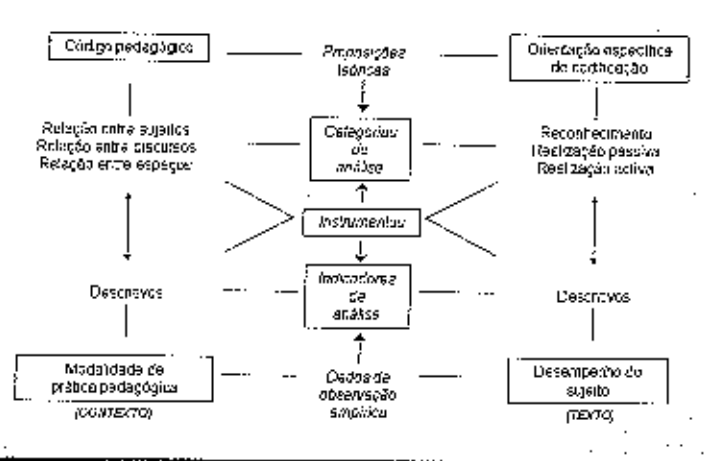 Código pedagógico
Proposições
teóricas
Orientação específica
de codificação
Relação entre sujeitos
Relação entre discursos
Relação entre espaços
Categorias
de
análise
Reconhecimento
Realização passiva
Realização activa
Instrumentos
Descritivos
Indicadores
de
análise
Descritivos
Modalidade de
prática pedagógica
(CONTEXTO)
Dados de
observação
empírica
Desempenho do
sujeito
(TEXTO)